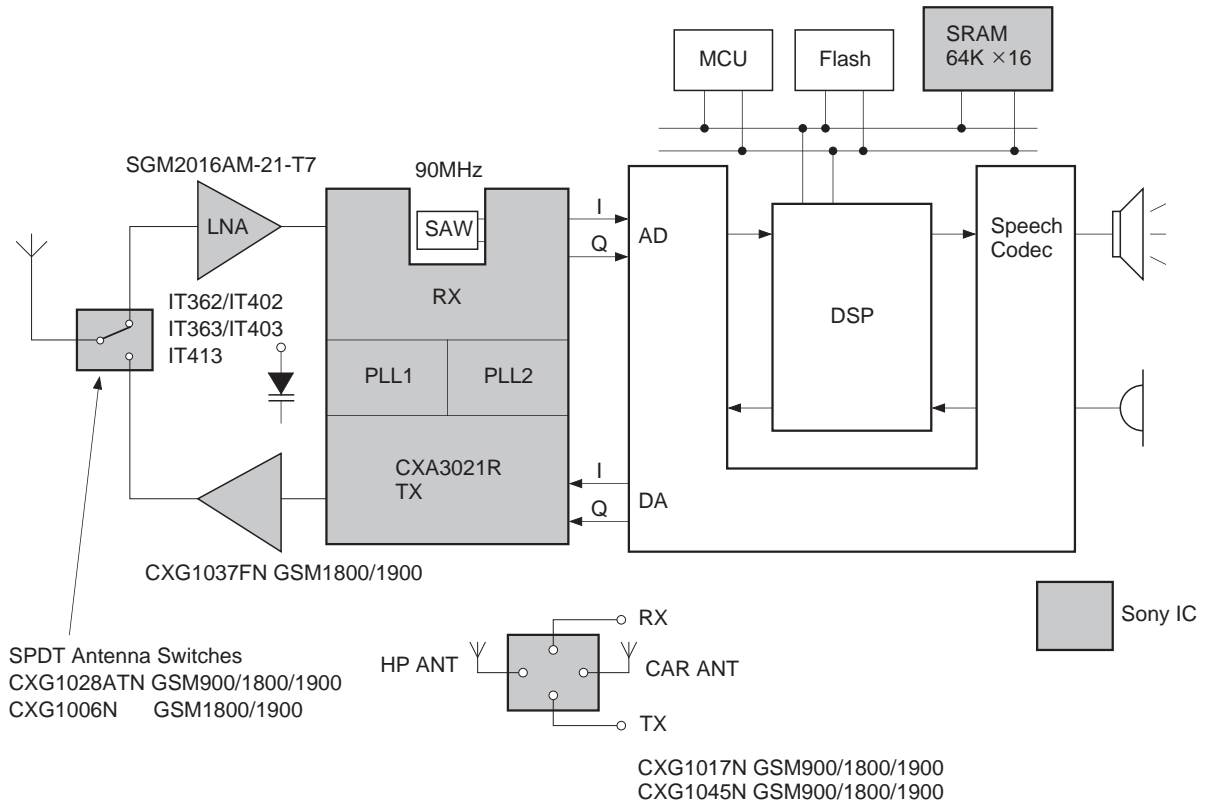 SRAM
64K ×16
MCU
Flash
SGM2016AM-21-T7
90MHz
LNA
SAW
I
Q
AD
Speech
Codec
RX
DSP
IT362/IT402
IT363/IT403
IT413
PLL1
PLL2
CXA3021R
TX
I
Q
DA
CXG1037FN GSM1800/1900
Sony IC
SPDT Antenna Switches
CXG1028ATN GSM900/1800/1900
CXG1006N GSM1800/1900
RX
HP ANT
CAR ANT
TX
CXG1017N GSM900/1800/1900
CXG1045N GSM900/1800/1900